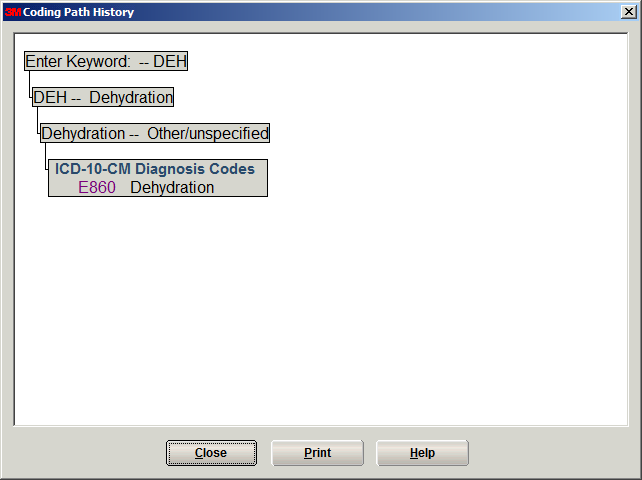 3M Coding Path History
Enter Keyword: -- DEH
DEH -- Dehydration
Dehydration -- Other/unspecified
ICD-10-CM Diagnosis Codes
E860 Dehydration
Close Print Help